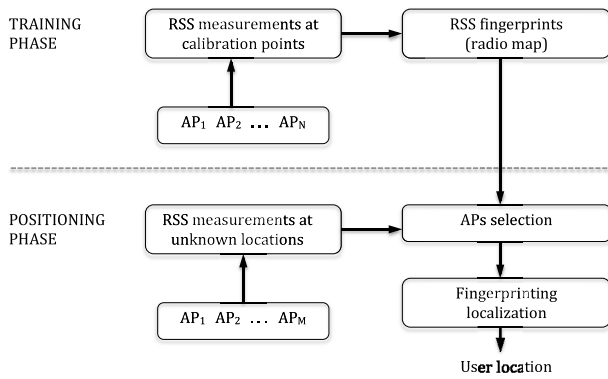 TRAINING
PHASE
RSS measurements at
calibration points
RSS fingerprints
(radio map)
AP1 AP2 ... APN
POSITIONING
PHASE
RSS measurements at
unknown locations
APs selection
AP1 AP2 ... APM
Fingerprinting
localization
User location